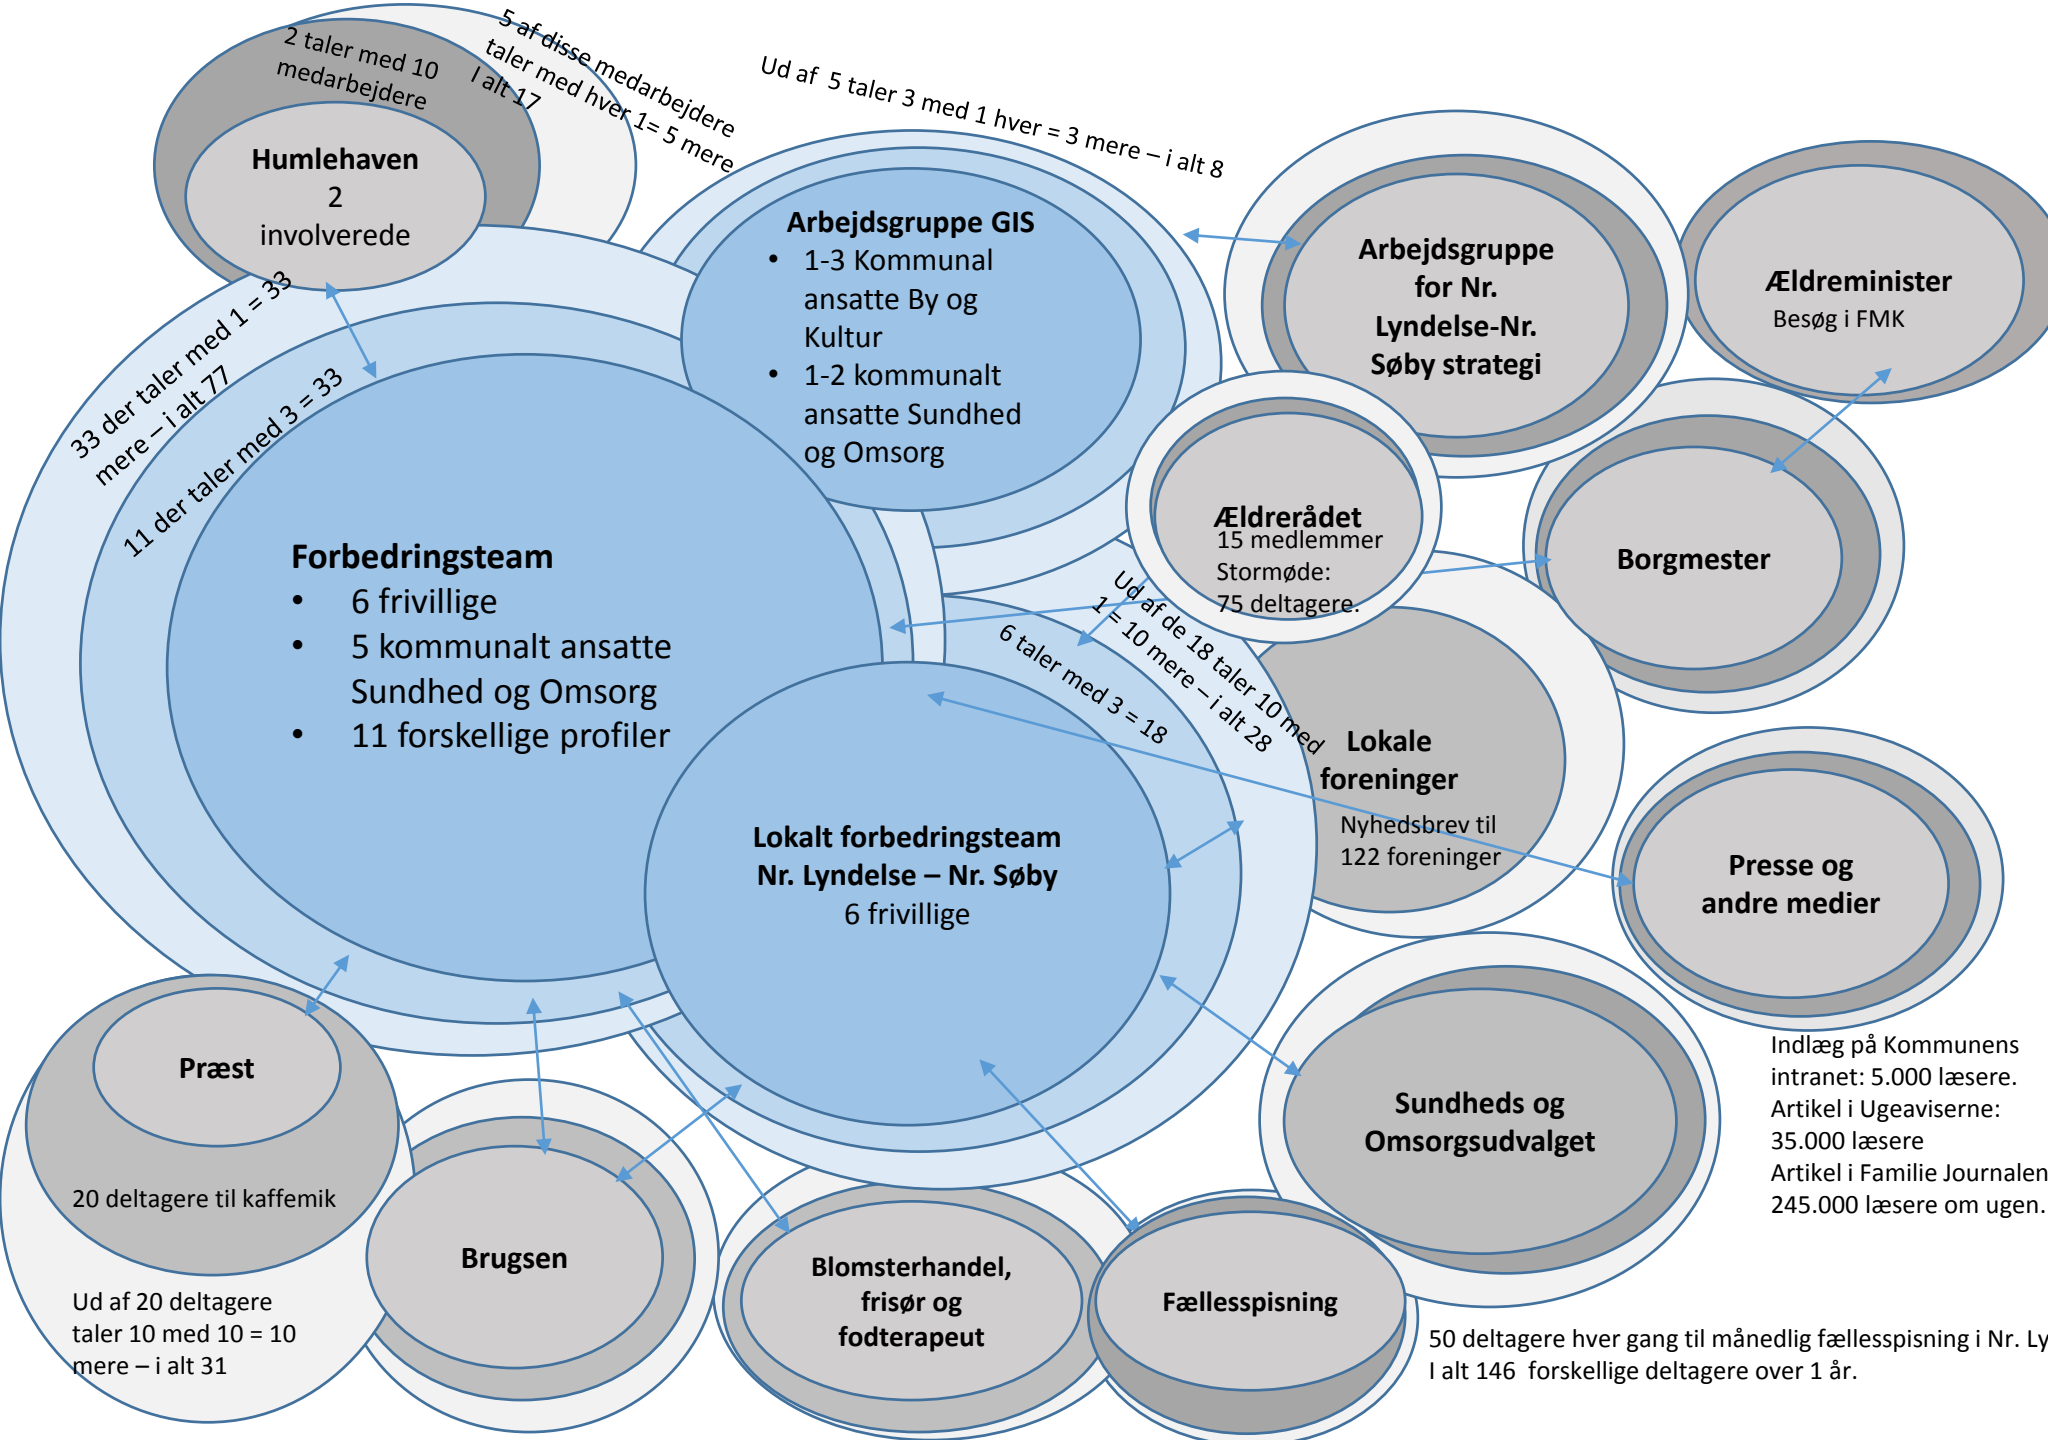 2 taler med 10
medarbejdere
5 af disse medarbejdere
taler med hver 1= 5 mere
I alt 17
Ud af 5 taler 3 med 1 hver = 3 mere – i alt 8
Humlehaven
2
involverede
Arbejdsgruppe GIS
• 1-3 Kommunal
ansatte By og
Kultur
• 1-2 kommunalt
ansatte Sundhed
og Omsorg
Arbejdsgruppe
for Nr.
Lyndelse-Nr.
Søby strategi
Ældreminister
Besøg i FMK
33 der taler med 1 = 33
mere – i alt 77
11 der taler med 3 = 33
Forbedringsteam
• 6 frivillige
• 5 kommunalt ansatte
Sundhed og Omsorg
• 11 forskellige profiler
Ældrerådet
15 medlemmer
Stormøde:
75 deltagere.
Borgmester
Ud af de 18 taler 10 med
1 = 10 mere – i alt 28
6 taler med 3 = 18
Lokale
foreninger
Nyhedsbrev til
122 foreninger
Lokalt forbedringsteam
Nr. Lyndelse – Nr. Søby
6 frivillige
Presse og
andre medier
Indlæg på Kommunens
intranet: 5.000 læsere.
Artikel i Ugeaviserne:
35.000 læsere
Artikel i Familie Journalen
245.000 læsere om ugen.
Præst
20 deltagere til kaffemik
Ud af 20 deltagere
taler 10 med 10 = 10
mere – i alt 31
Brugsen
Blomsterhandel,
frisør og
fodterapeut
Fællesspisning
Sundheds og
Omsorgsudvalget
50 deltagere hver gang til månedlig fællesspisning i Nr. Ly
I alt 146 forskellige deltagere over 1 år.